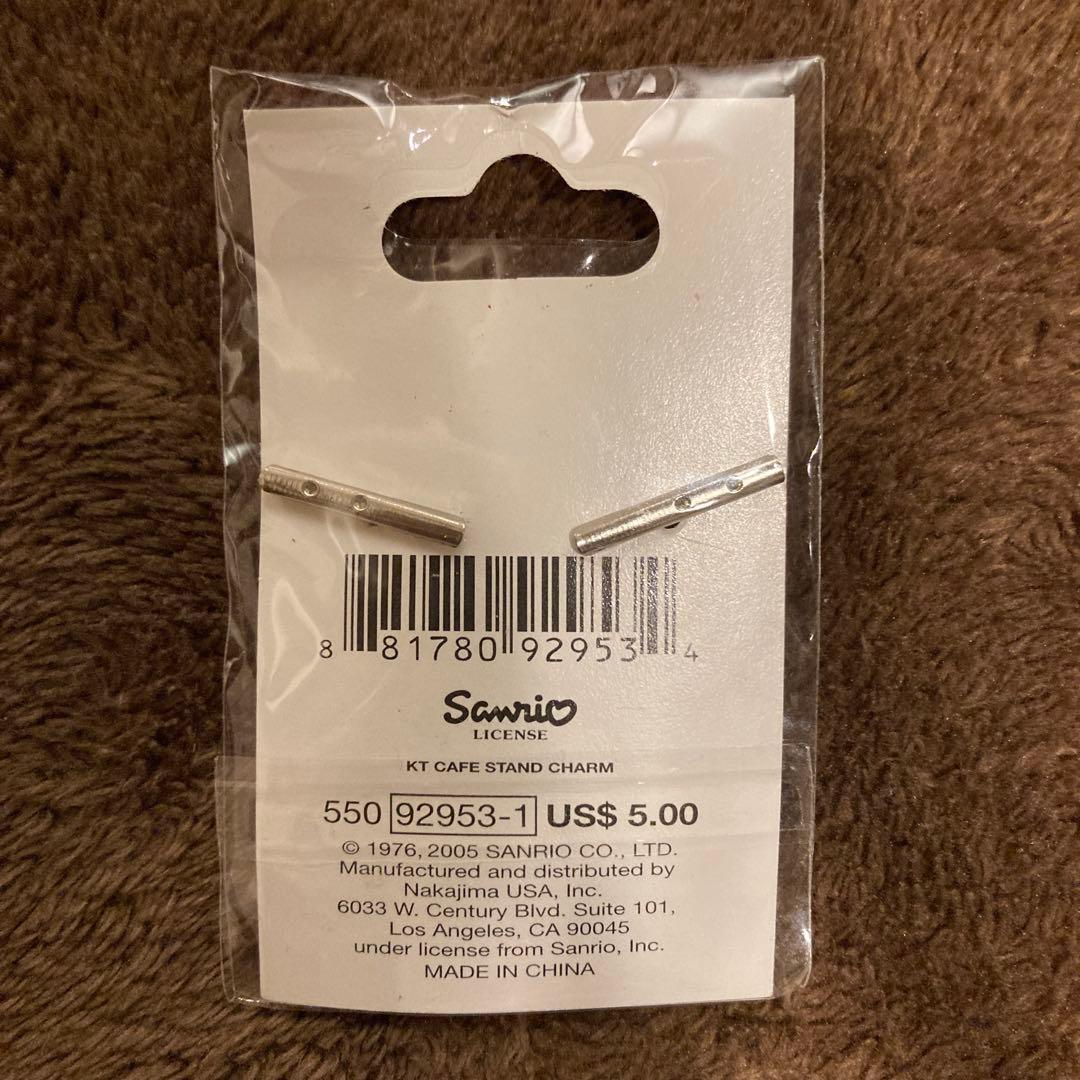 8 81780 92953 4
Sanrio
LICENSE
KT CAFE STAND CHARM
550 92953-1 US$ 5.00
© 1976, 2005 SANRIO CO., LTD.
Manufactured and distributed by
Nakajima USA, Inc.
6033 W. Century Blvd. Suite 101,
Los Angeles, CA 90045
under license from Sanrio, Inc.
MADE IN CHINA